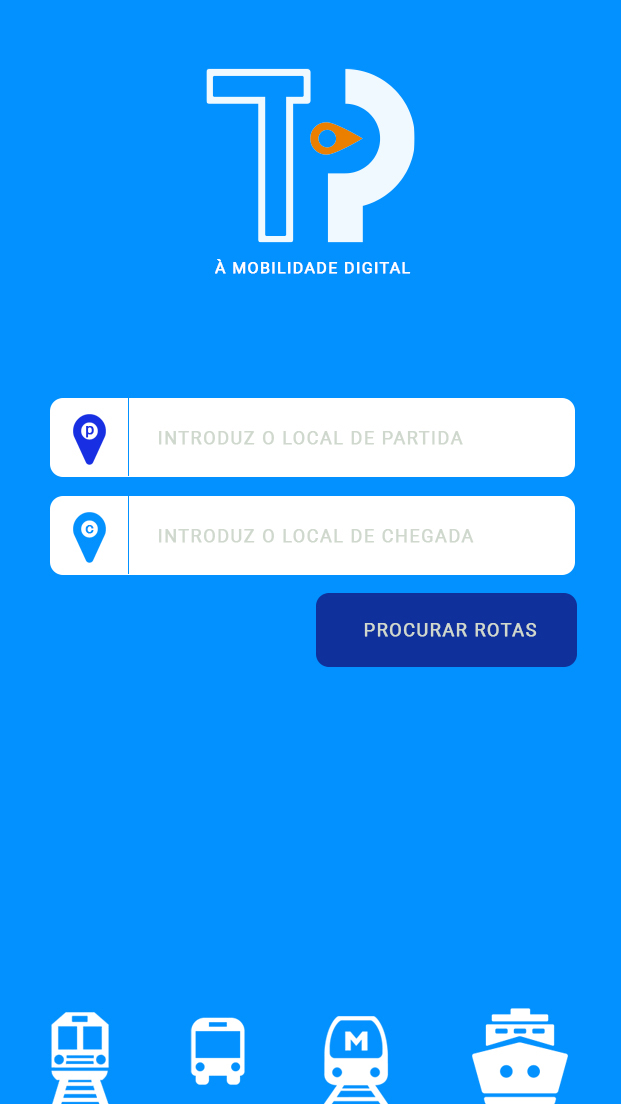 TP
À MOBILIDADE DIGITAL
P
INTRODUZ O LOCAL DE PARTIDA
C
INTRODUZ O LOCAL DE CHEGADA
PROCURAR ROTAS
M